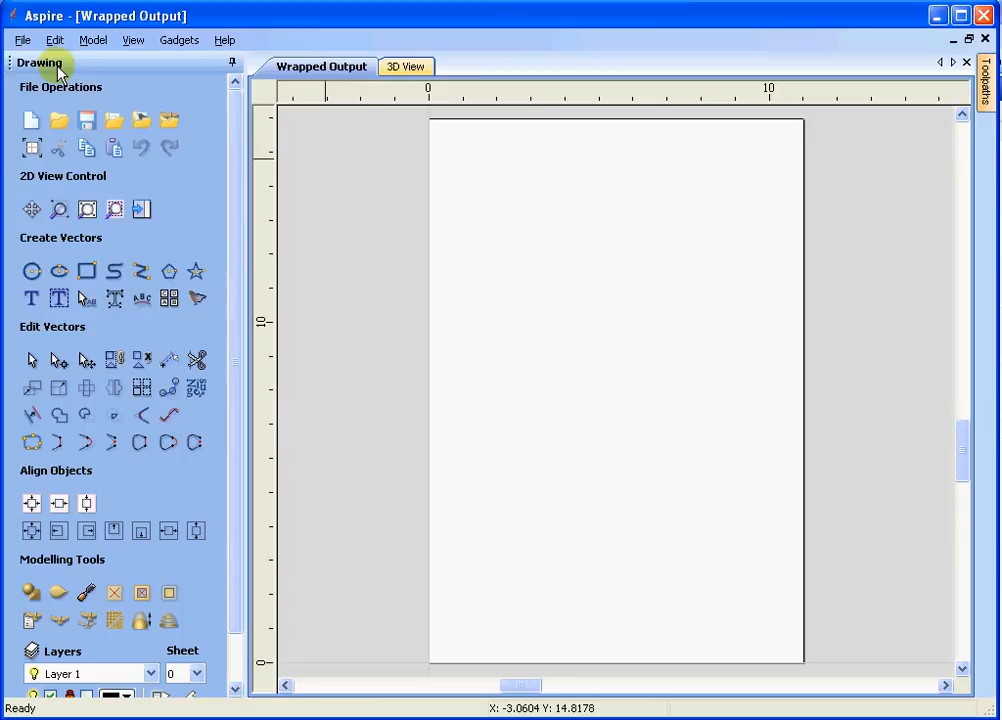 Aspire - [Wrapped Output]
File Edit Model View Gadgets Help
Drawing
Wrapped Output 3D View
Toolpaths
File Operations
0 10
2D View Control
Create Vectors
T T AB T ABC
Edit Vectors
10
Align Objects
Modelling Tools
Layers Sheet
Layer 1 0
0
Ready X: -3.0604 Y: 14.8178